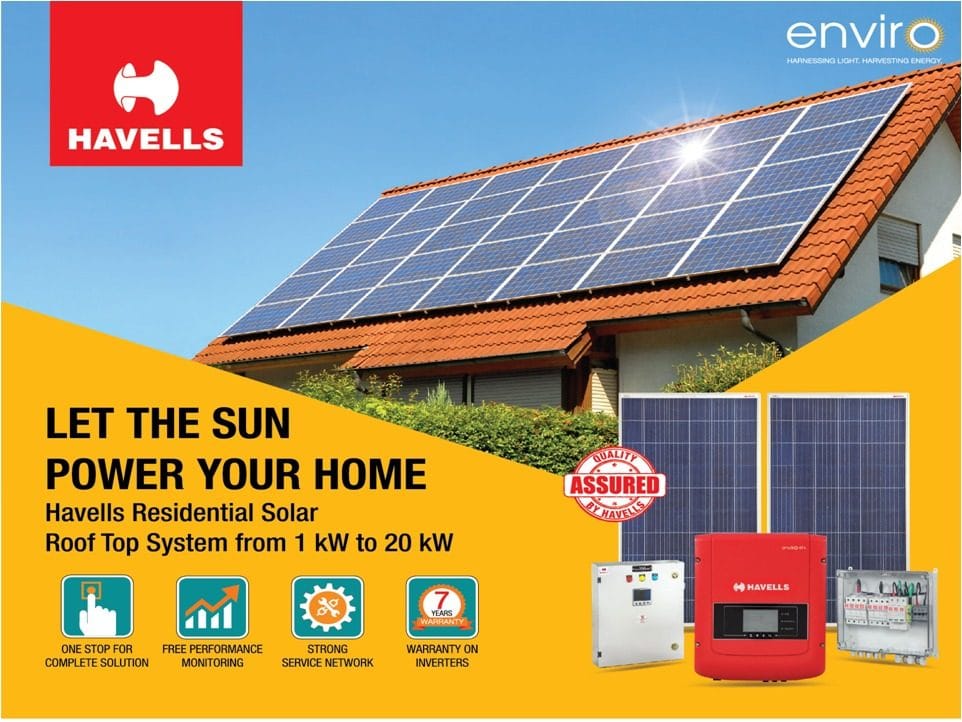 HAVELLS
enviro
HARNESSING LIGHT. HARVESTING ENERGY.
LET THE SUN
POWER YOUR HOME
Havells Residential Solar
Roof Top System from 1 kW to 20 kW
QUALITY
ASSURED
BY HAVELLS
HAVELLS
7
YEARS
WARRANTY
ONE STOP FOR
COMPLETE SOLUTION
FREE PERFORMANCE
MONITORING
STRONG
SERVICE NETWORK
WARRANTY ON
INVERTERS